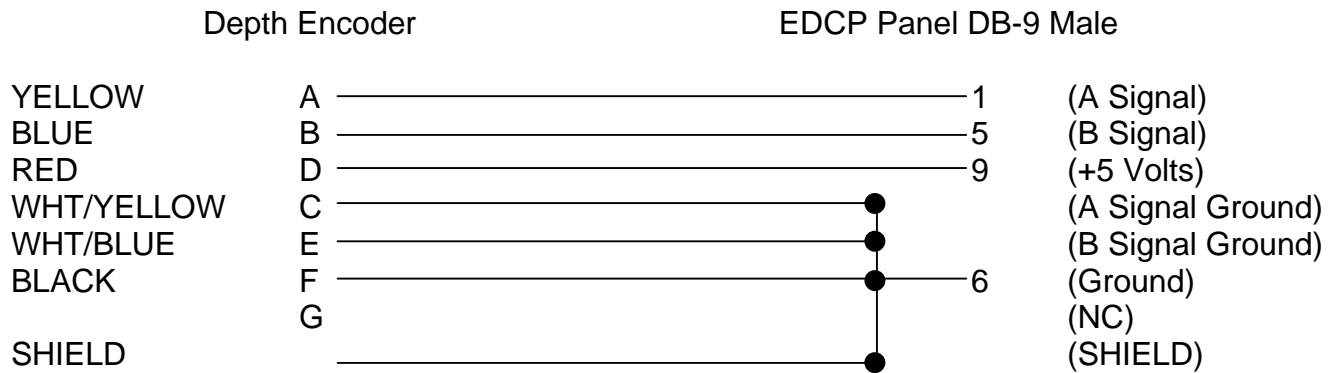 Depth Encoder EDCP Panel DB-9 Male
YELLOW A 1 (A Signal)
BLUE B 5 (B Signal)
RED D 9 (+5 Volts)
WHT/YELLOW C (A Signal Ground)
WHT/BLUE E (B Signal Ground)
BLACK F 6 (Ground)
G (NC)
SHIELD (SHIELD)